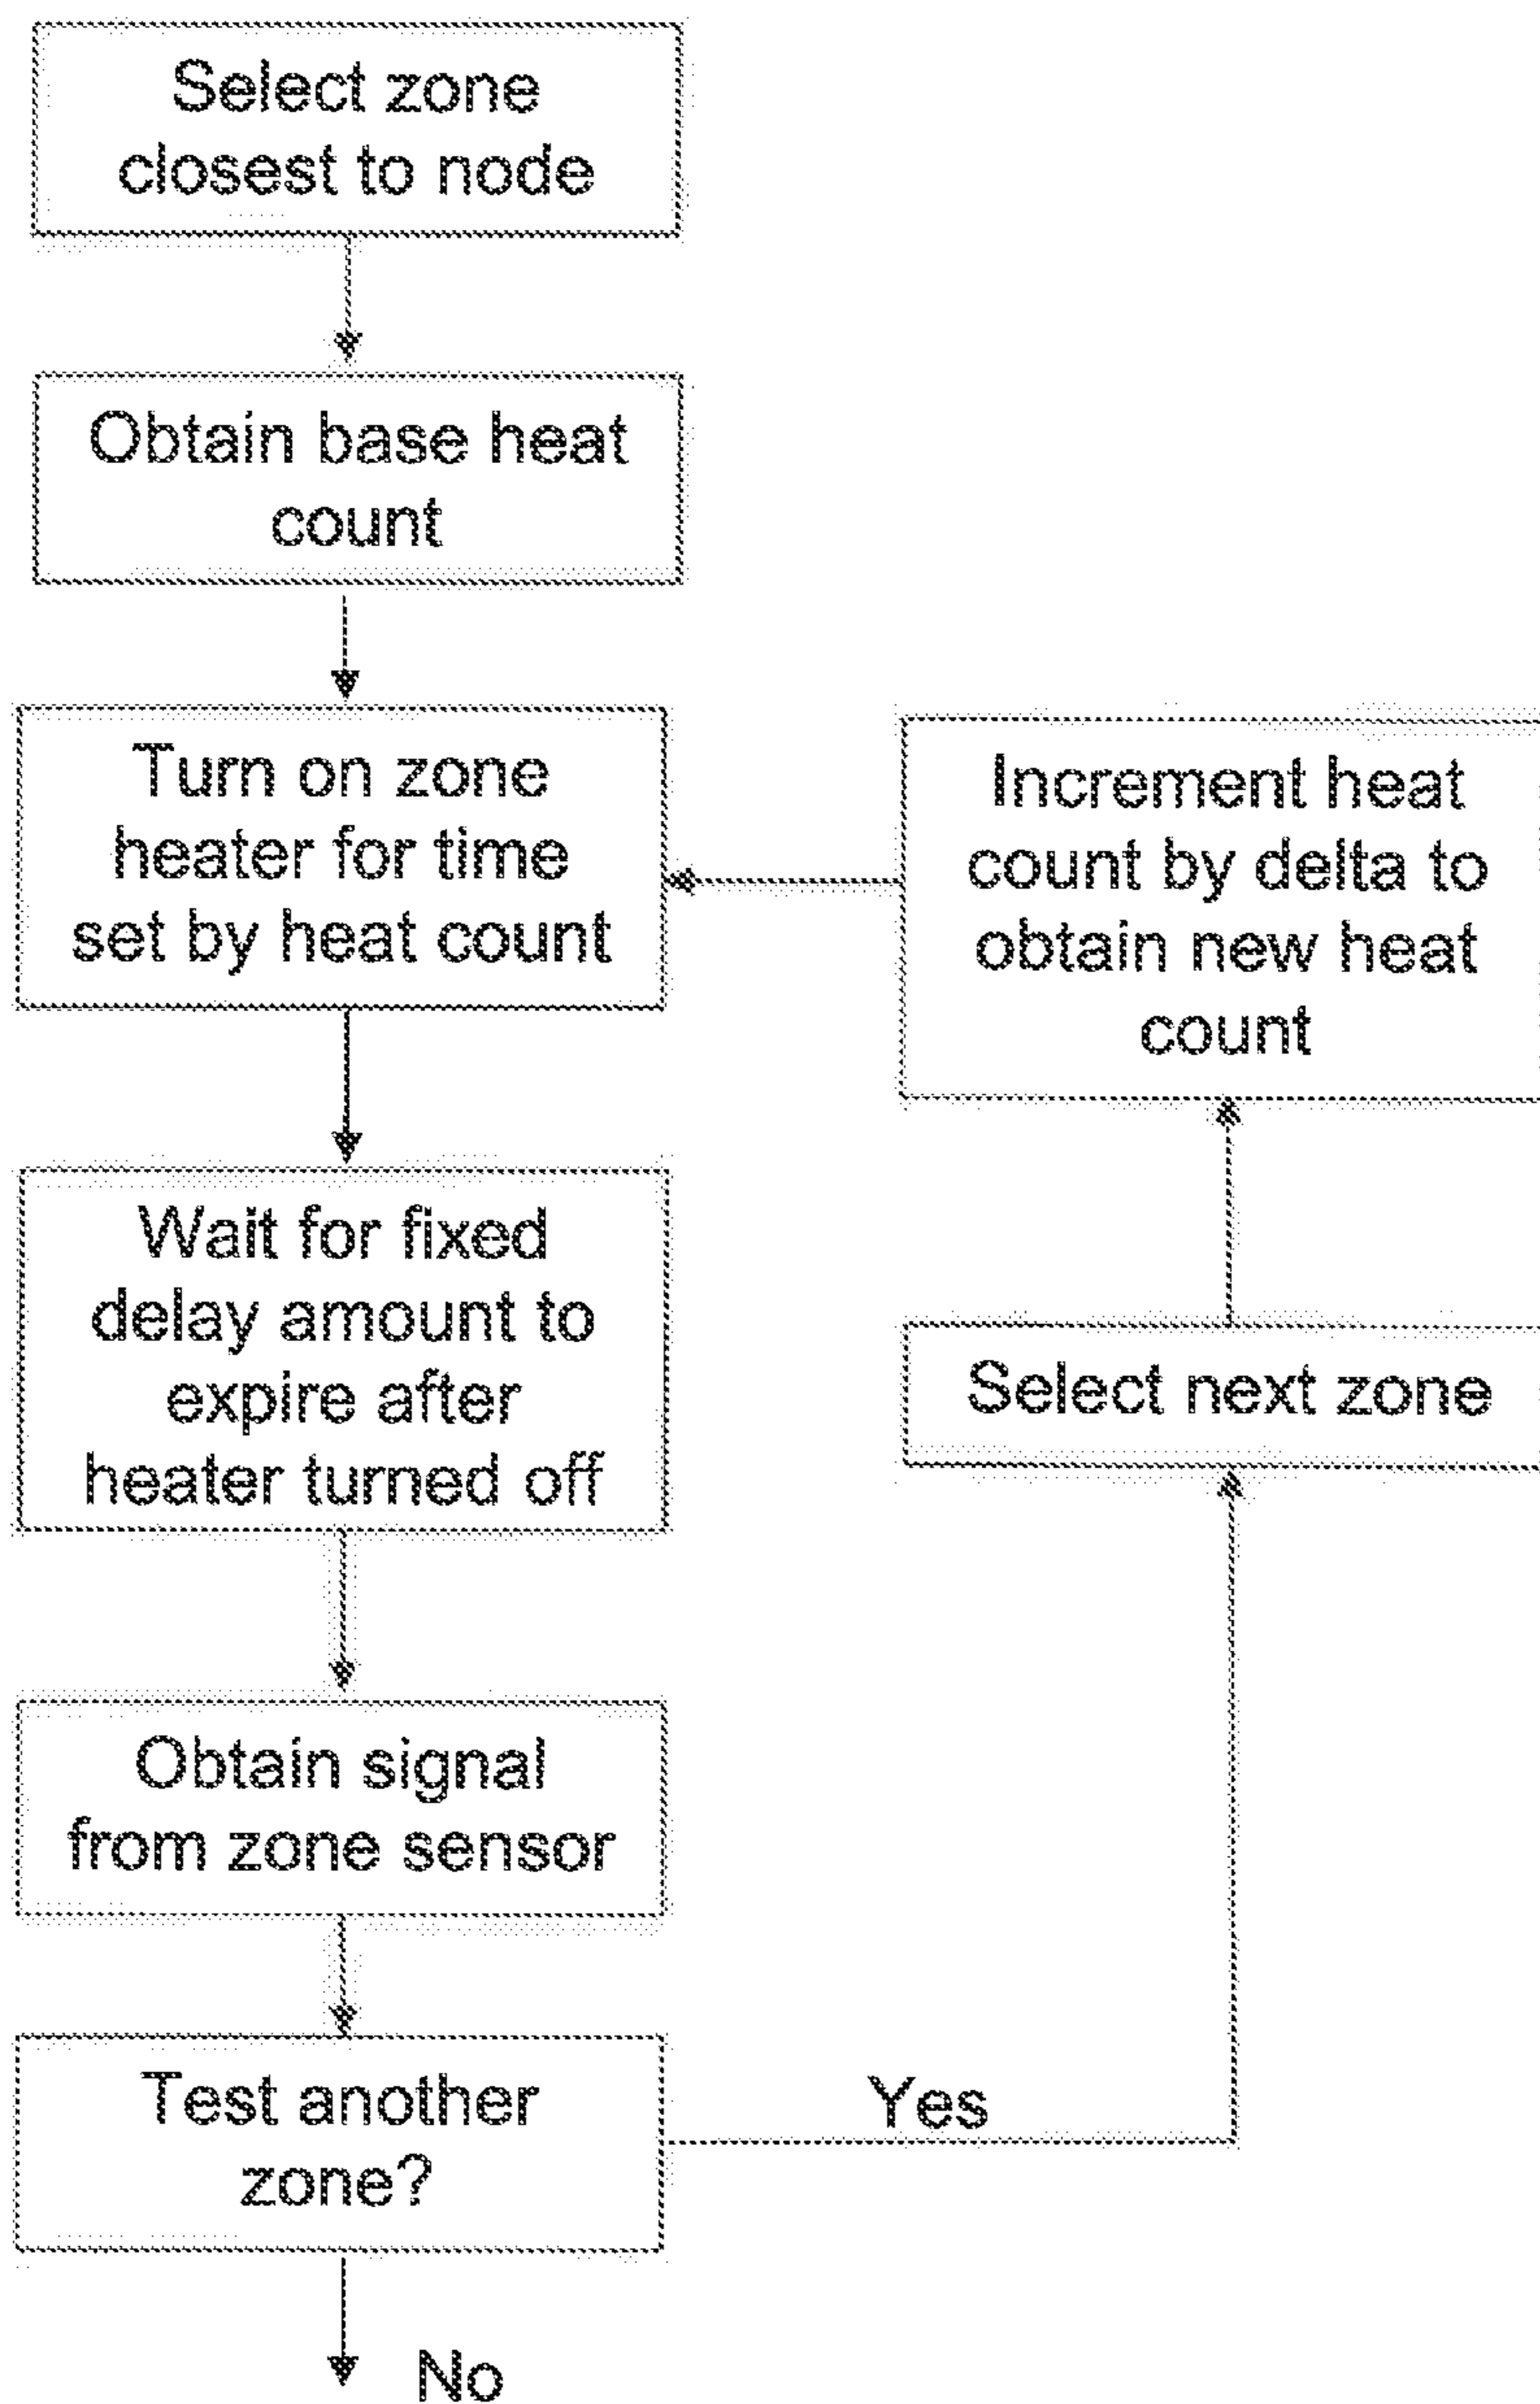 Select zone
closest to node
Obtain base heat
count
Turn on zone
heater for time
set by heat count
Increment heat
count by delta to
obtain new heat
count
Wait for fixed
delay amount to
expire after
heater turned off
Select next zone
Obtain signal
from zone sensor
Test another
zone?
Yes
No